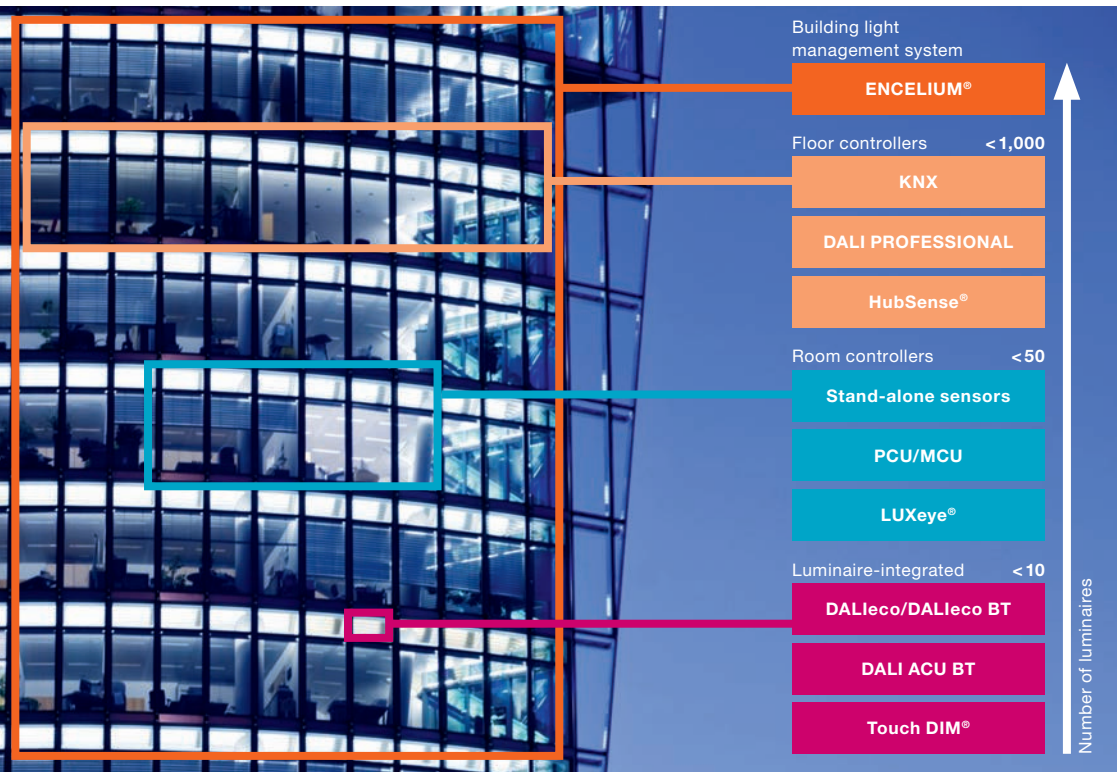 Building light
management system
ENCELIUM®
Floor controllers <1,000
KNX
DALI PROFESSIONAL
HubSense®
Room controllers <50
Stand-alone sensors
PCU/MCU
LUXeye®
Luminaire-integrated <10
DALIeco/DALIeco BT
DALI ACU BT
Touch DIM®
Number of luminaires